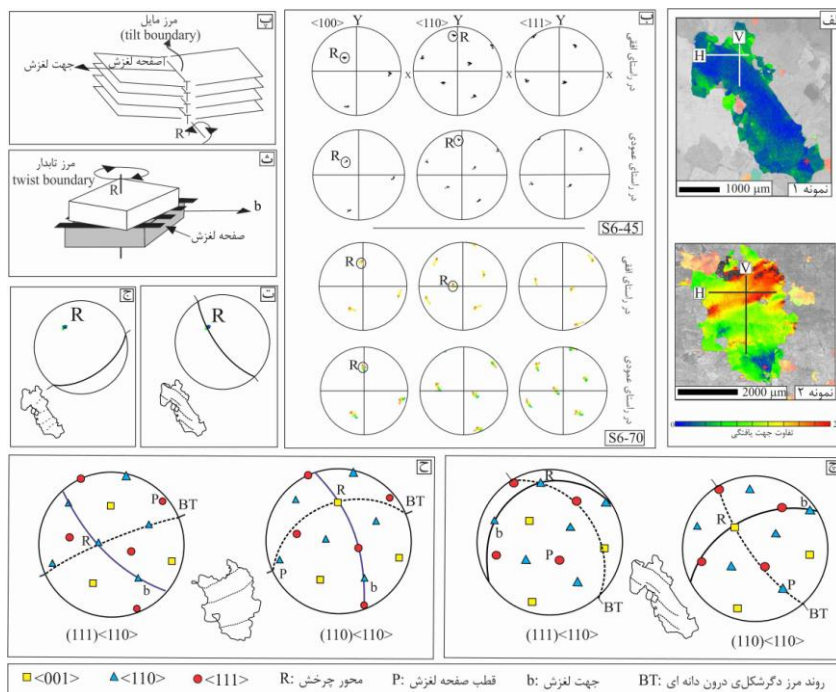 الف
V
H
1000 µm
نمونه ۱
V
H
2000 µm
نمونه ۲
تفاوت جهت یافتگی
ب
<100> Y <110> Y <111> Y
R R X X
در راستای افقی
R R
در راستای عمودی
S6-45
R R
در راستای افقی
R
در راستای عمودی
S6-70
پ
مرز مایل
(tilt boundary)
صفحه لغزش
جهت لغزش
T
T
T
T
R
ث
مرز تابدار
twist boundary
R
b
صفحه لغزش
ت
R
ج
R
چ
R
b
P
BT
(111)<110>
R
b
P
BT
(110)<110>
ح
P
BT
R
b
(111)<110>
R
BT
P
b
(110)<110>
<001> <110> <111> R: محور چرخش P: قطب صفحه لغزش b: جهت لغزش BT: روند مرز دگرشکلی درون دانه ای